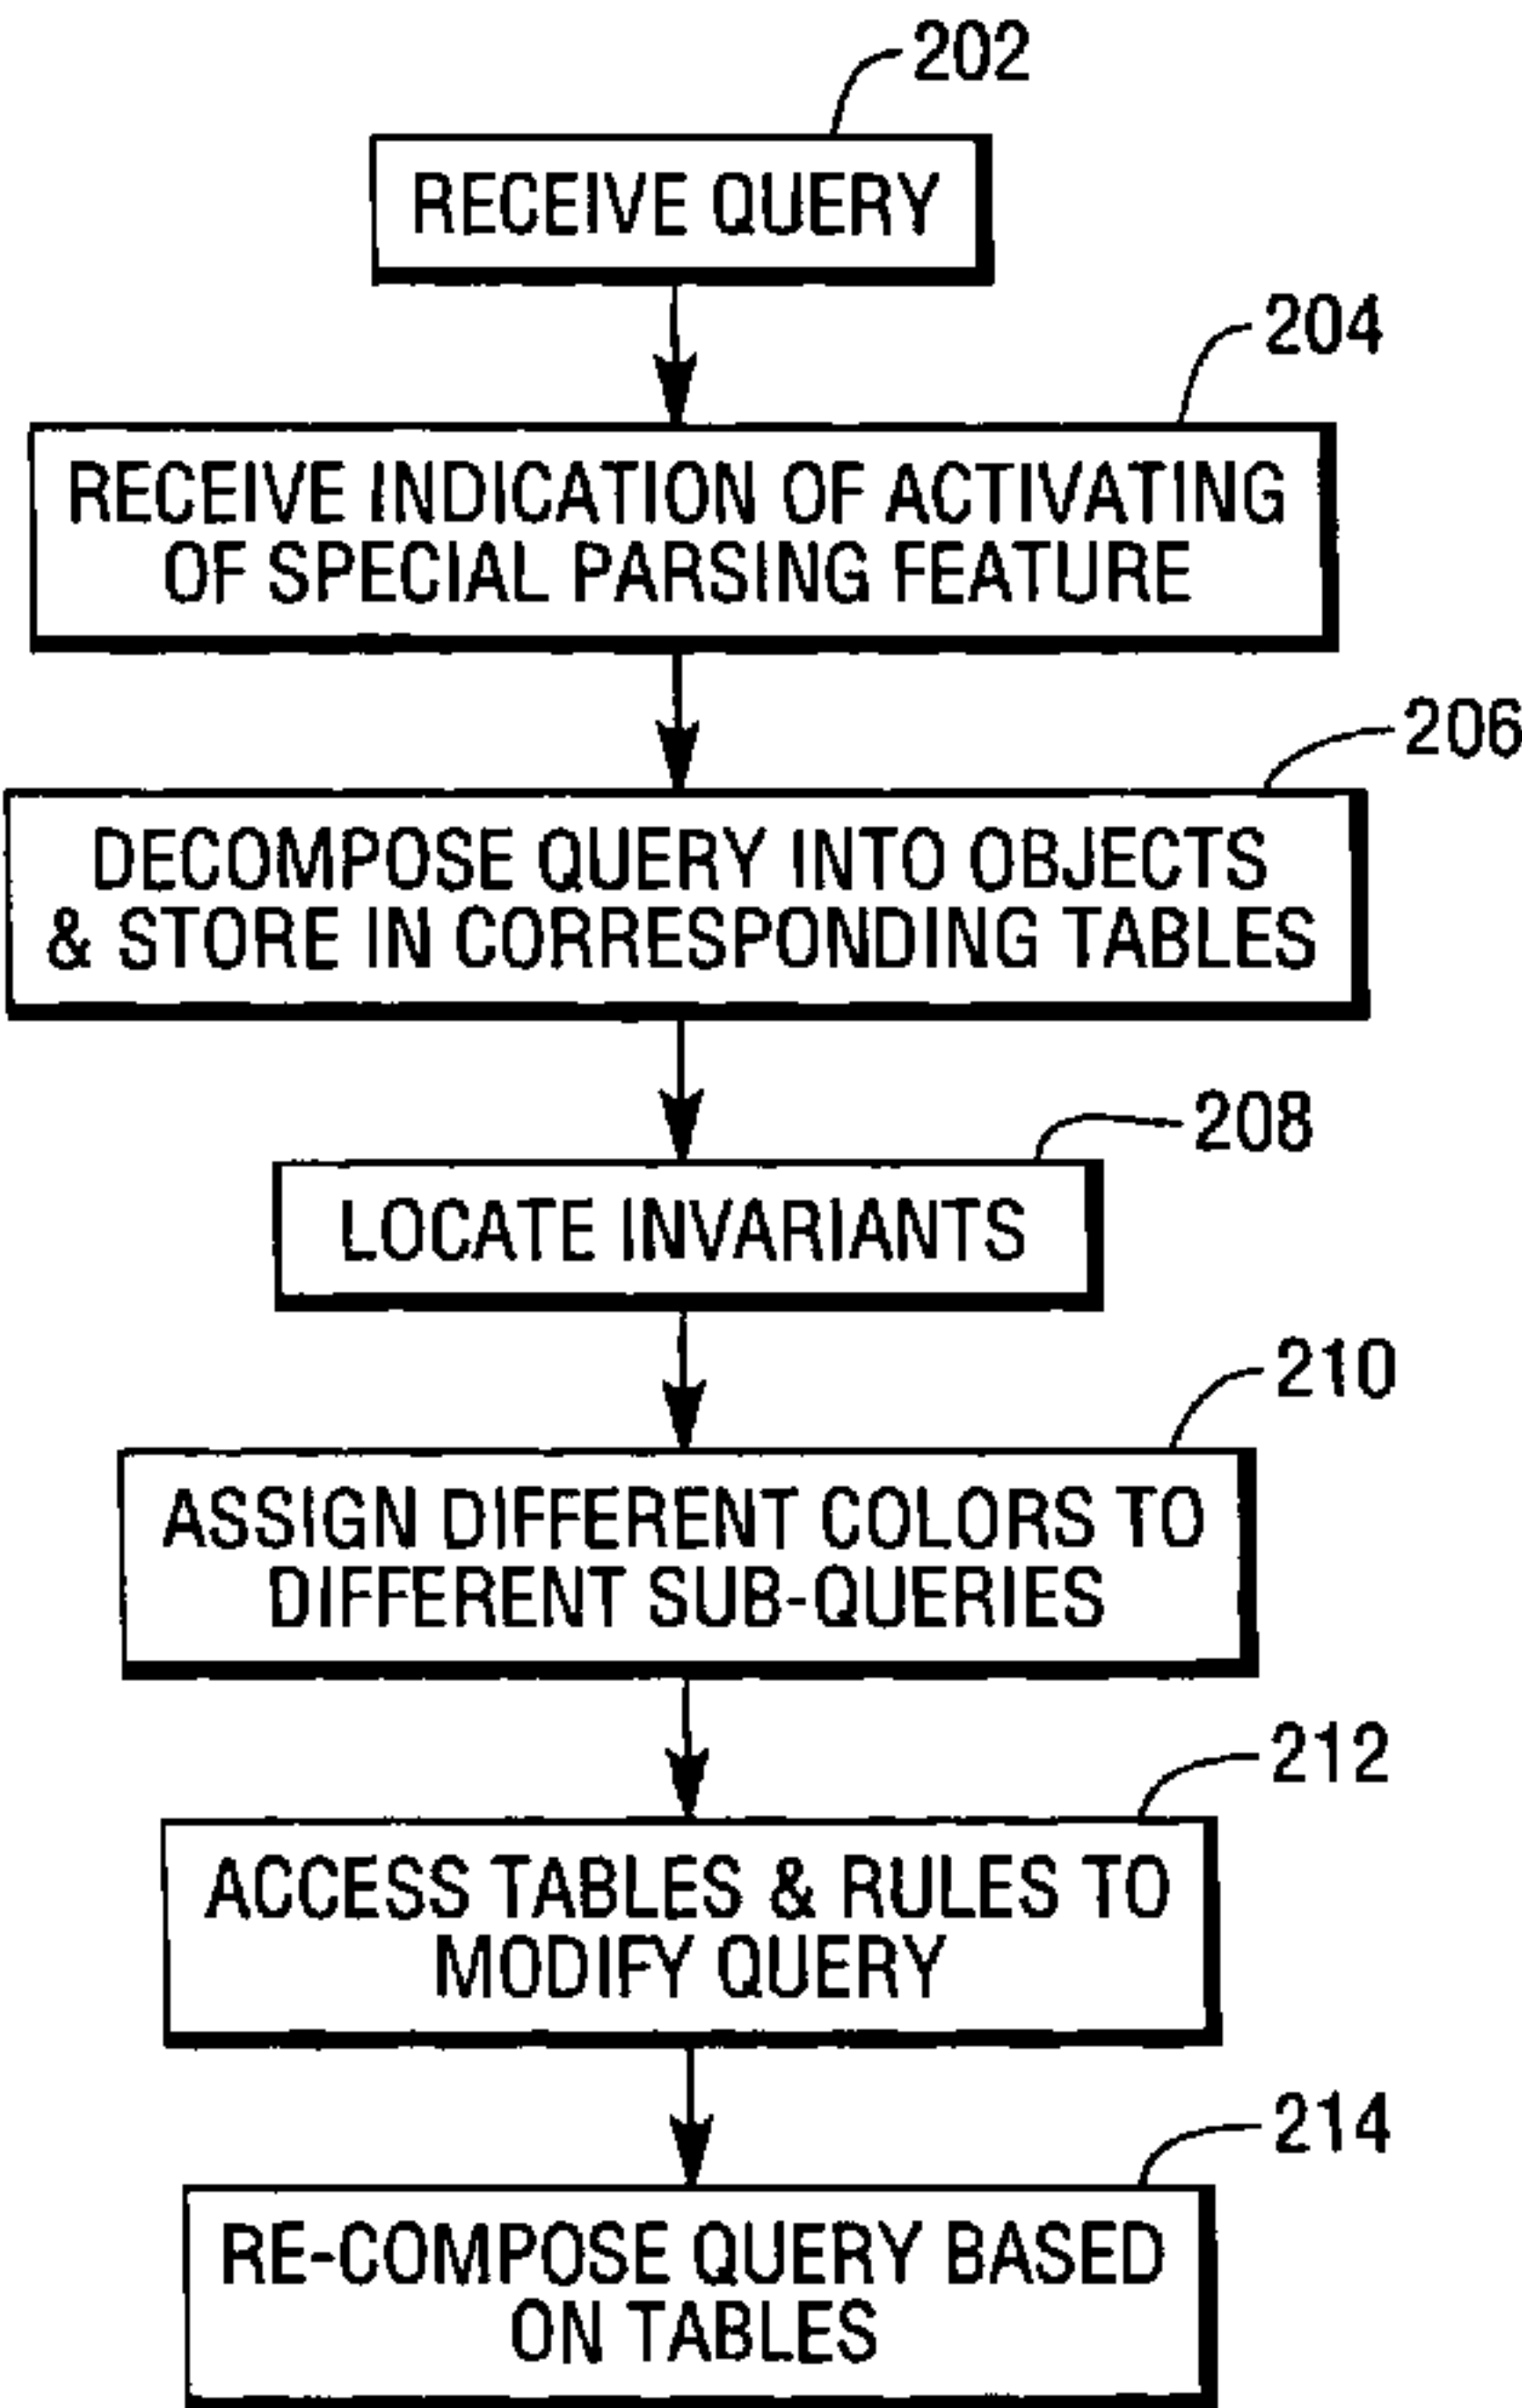 202
RECEIVE QUERY
204
RECEIVE INDICATION OF ACTIVATING
OF SPECIAL PARSING FEATURE
206
DECOMPOSE QUERY INTO OBJECTS
& STORE IN CORRESPONDING TABLES
208
LOCATE INVARIANTS
210
ASSIGN DIFFERENT COLORS TO
DIFFERENT SUB-QUERIES
212
ACCESS TABLES & RULES TO
MODIFY QUERY
214
RE-COMPOSE QUERY BASED
ON TABLES